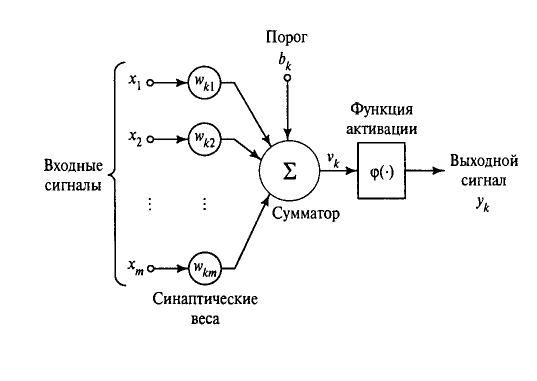 Порог
b_k
x_1
w_k1
x_2
w_k2
Входные
сигналы
⋮
⋮
x_m
w_km
Синаптические
веса
Σ
Сумматор
v_k
Функция
активации
φ(·)
Выходной
сигнал
y_k